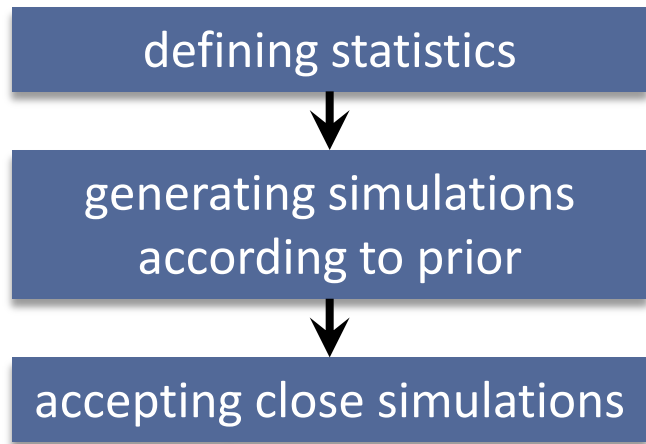 defining statistics
generating simulations
according to prior
accepting close simulations